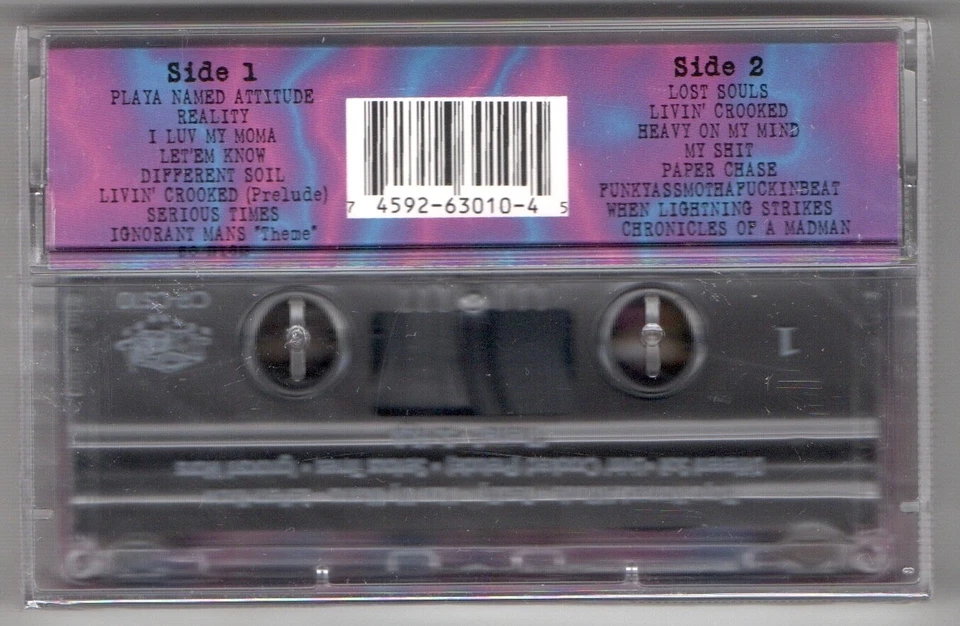 Side 1
PLAYA NAMED ATTITUDE
REALITY
I LUV MY MOMA
LET'EM KNOW
DIFFERENT SOIL
LIVIN' CROOKED (Prelude)
SERIOUS TIMES
IGNORANT MANS "Theme"
7 4592-63010-4 5
Side 2
LOST SOULS
LIVIN' CROOKED
HEAVY ON MY MIND
MY SHIT
PAPER CHASE
FUNKYASSMOTHAFUCKINBEAT
WHEN LIGHTNING STRIKES
CHRONICLES OF A MADMAN
1